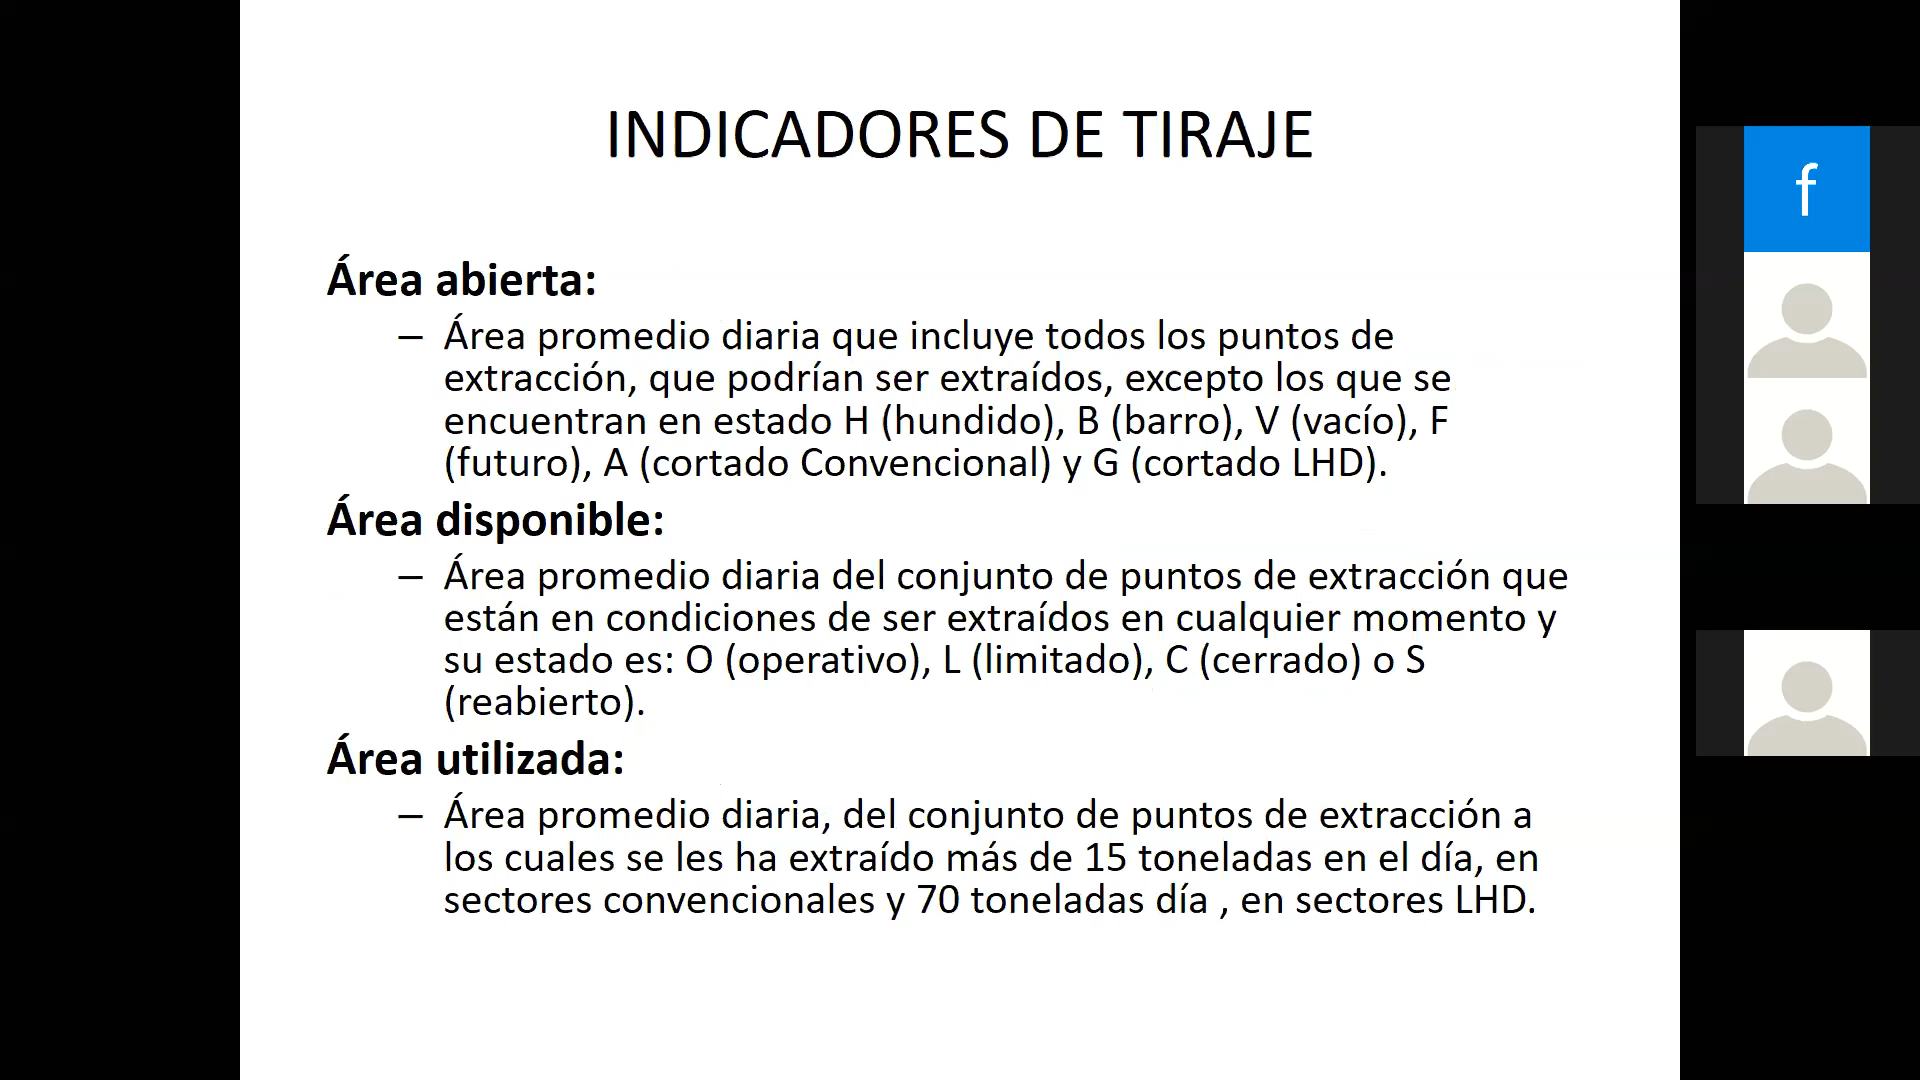 INDICADORES DE TIRAJE
Área abierta:
– Área promedio diaria que incluye todos los puntos de
extracción, que podrían ser extraídos, excepto los que se
encuentran en estado H (hundido), B (barro), V (vacío), F
(futuro), A (cortado Convencional) y G (cortado LHD).
Área disponible:
– Área promedio diaria del conjunto de puntos de extracción que
están en condiciones de ser extraídos en cualquier momento y
su estado es: O (operativo), L (limitado), C (cerrado) o S
(reabierto).
Área utilizada:
– Área promedio diaria, del conjunto de puntos de extracción a
los cuales se les ha extraído más de 15 toneladas en el día, en
sectores convencionales y 70 toneladas día , en sectores LHD.
f